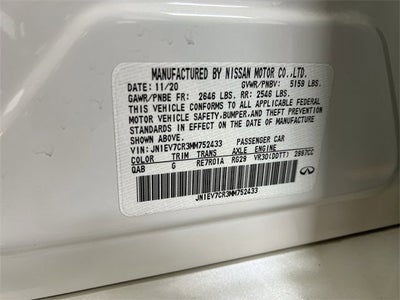 MANUFACTURED BY NISSAN MOTOR CO.,LTD.
DATE: 11/20 GVWR/PNBV: 5159 LBS.
GAWR/PNBE FR: 2646 LBS. RR: 2546 LBS.
THIS VEHICLE CONFORMS TO ALL APPLICABLE FEDERAL
MOTOR VEHICLE SAFETY,BUMPER,AND THEFT PREVENTION
STANDARDS IN EFFECT ON THE DATE OF MANUFACTURE
SHOWN ABOVE.
VIN: JN1EV7CR3MM752433 PASSENGER CAR
COLOR TRIM TRANS AXLE ENGINE
QAB G RE7R01A RG29 VR30(DDTT) 2997CC
JN1EV7CR3MM752433